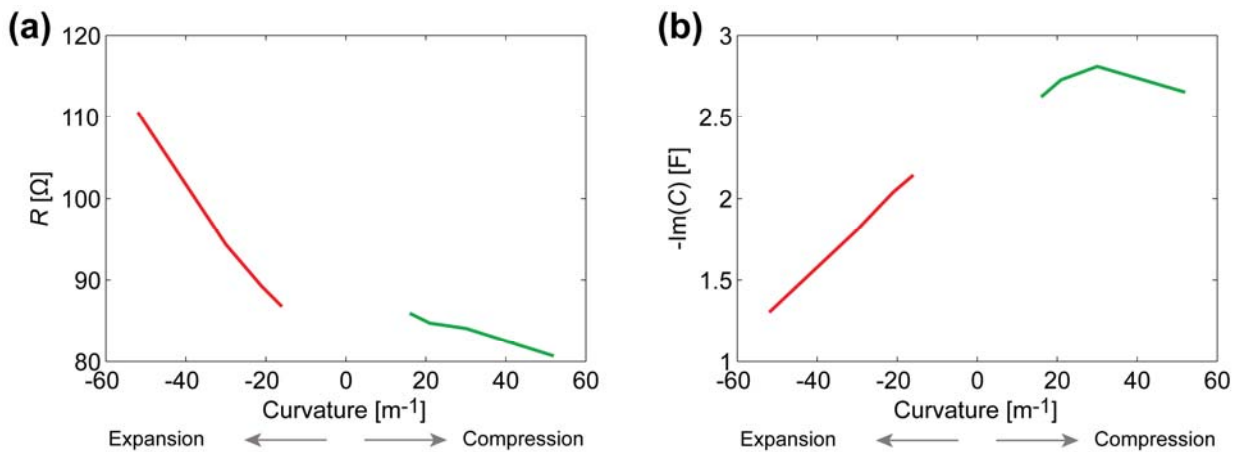 (a)
120
110
100
90
80
R [Ω]
-60 -40 -20 0 20 40 60
Curvature [m-1]
Expansion Compression
(b)
3
2.5
2
1.5
1
-Im(C) [F]
-60 -40 -20 0 20 40 60
Curvature [m-1]
Expansion Compression